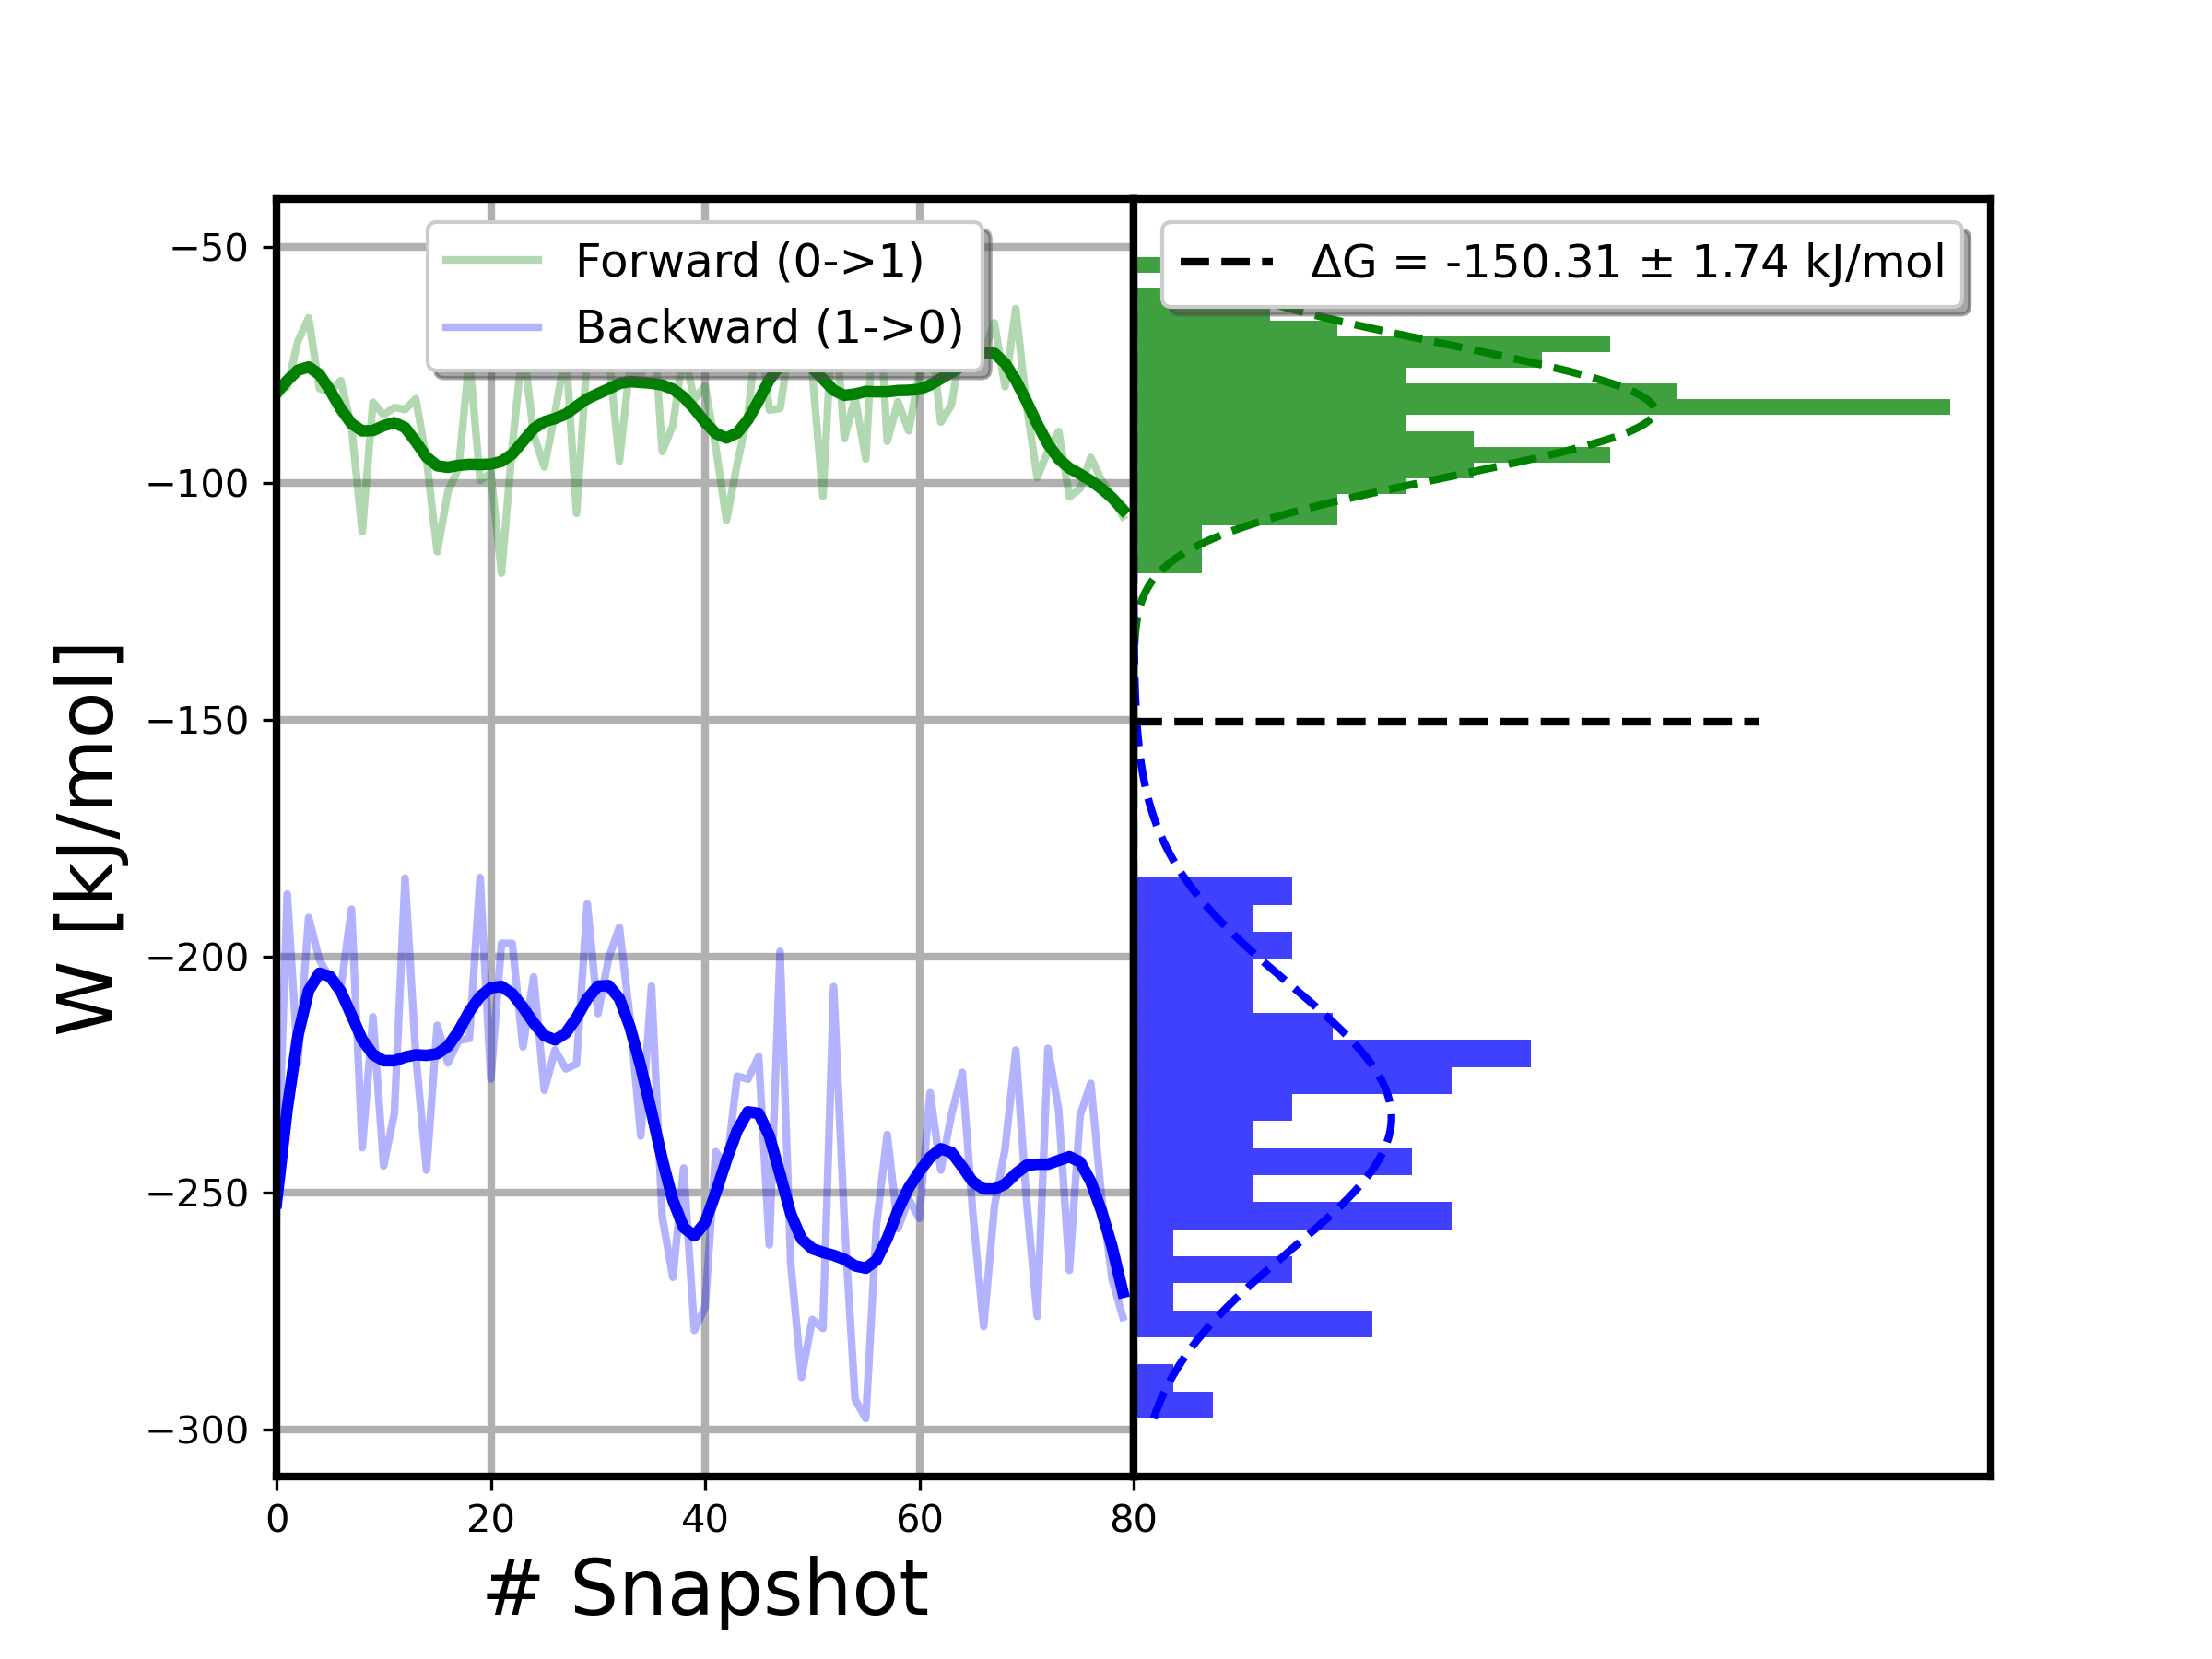 Forward (0->1)
Backward (1->0)
ΔG = -150.31 ± 1.74 kJ/mol
W [kJ/mol]
−50
−100
−150
−200
−250
−300
0 20 40 60 80
# Snapshot